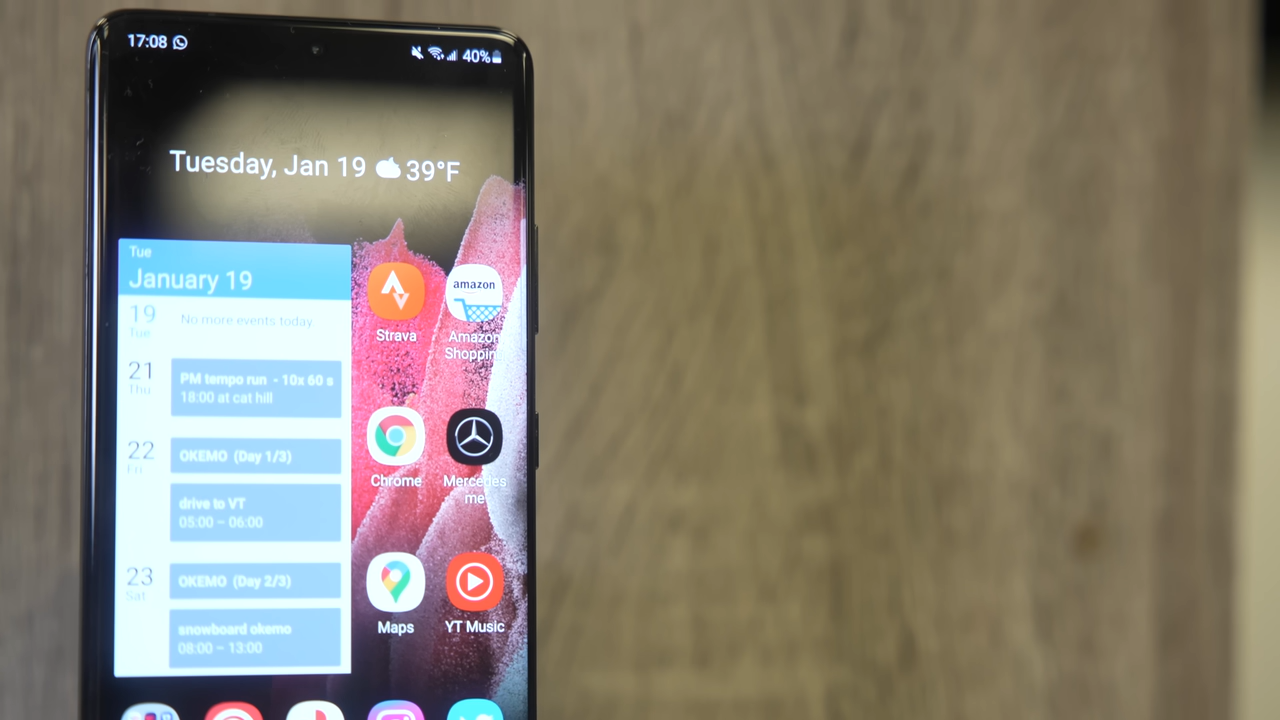 17:08
40%
Tuesday, Jan 19 39°F
Tue
January 19
19
Tue
No more events today
21
Thu
PM tempo run - 10x 60 s
18:00 at cat hill
22
Fri
OKEMO (Day 1/3)
drive to VT
05:00 – 06:00
23
Sat
OKEMO (Day 2/3)
snowboard okemo
08:00 – 13:00
Strava
amazon
Amazon
Shoppin
Chrome
Mercedes
me
Maps
YT Music